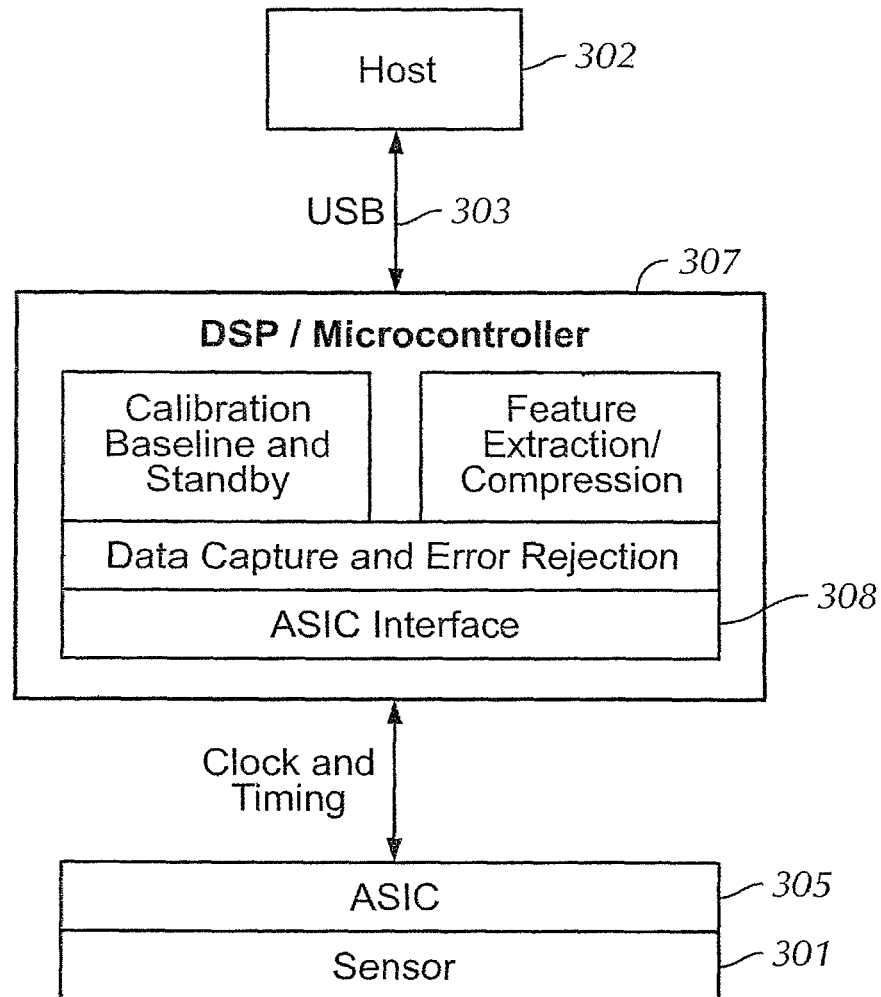 Host
302
USB
303
307
DSP / Microcontroller
Calibration
Baseline and
Standby
Feature
Extraction/
Compression
Data Capture and Error Rejection
308
ASIC Interface
Clock and
Timing
ASIC
305
Sensor
301